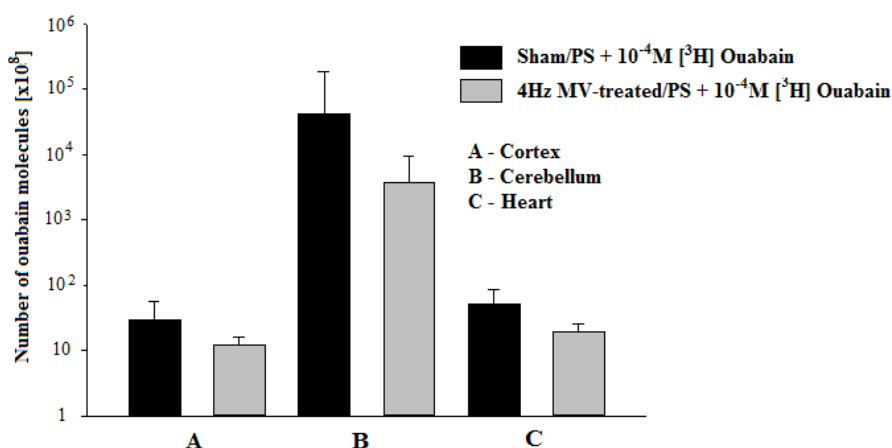 Number of ouabain molecules [x10⁸]
10⁶
10⁵
10⁴
10³
10²
10
1
A
B
C
Sham/PS + 10⁻⁴M [³H] Ouabain
4Hz MV-treated/PS + 10⁻⁴M [³H] Ouabain
A - Cortex
B - Cerebellum
C - Heart